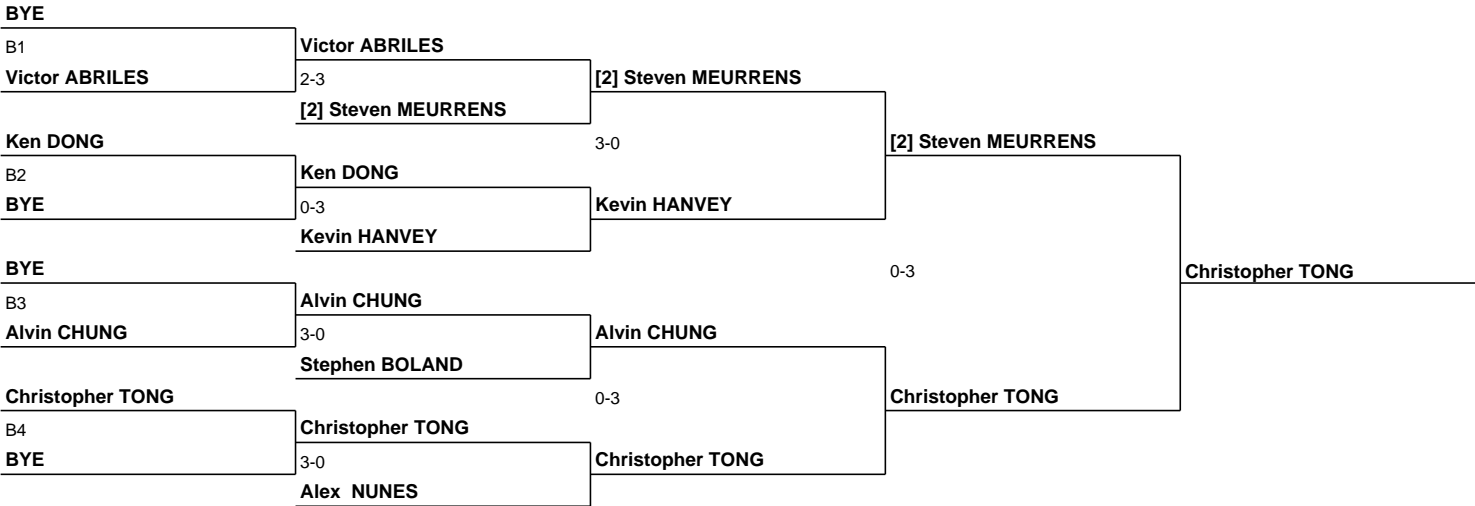 BYE
B1
Victor ABRILES
Victor ABRILES
2-3
[2] Steven MEURRENS
[2] Steven MEURRENS
Ken DONG
3-0
[2] Steven MEURRENS
B2
Ken DONG
BYE
0-3
Kevin HANVEY
Kevin HANVEY
BYE
0-3
Christopher TONG
B3
Alvin CHUNG
Alvin CHUNG
3-0
Alvin CHUNG
Stephen BOLAND
Christopher TONG
0-3
Christopher TONG
B4
Christopher TONG
BYE
3-0
Christopher TONG
Alex NUNES